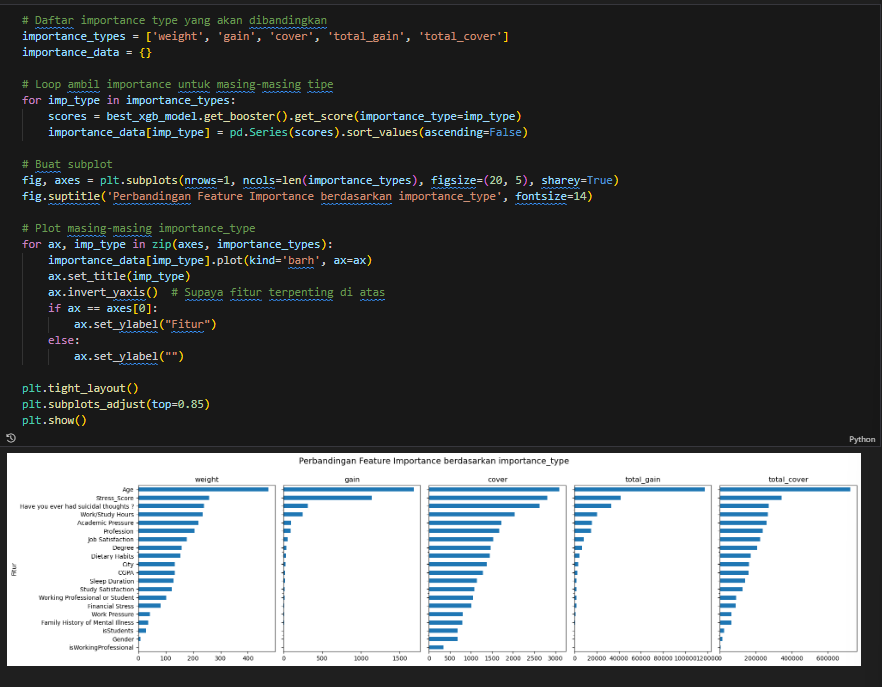 # Daftar importance type yang akan dibandingkan
importance_types = ['weight', 'gain', 'cover', 'total_gain', 'total_cover']
importance_data = {}
# Loop ambil importance untuk masing-masing tipe
for imp_type in importance_types:
scores = best_xgb_model.get_booster().get_score(importance_type=imp_type)
importance_data[imp_type] = pd.Series(scores).sort_values(ascending=False)
# Buat subplot
fig, axes = plt.subplots(nrows=1, ncols=len(importance_types), figsize=(20, 5), sharey=True)
fig.suptitle('Perbandingan Feature Importance berdasarkan importance_type', fontsize=14)
# Plot masing-masing importance_type
for ax, imp_type in zip(axes, importance_types):
importance_data[imp_type].plot(kind='barh', ax=ax)
ax.set_title(imp_type)
ax.invert_yaxis()  # Supaya fitur terpenting di atas
if ax == axes[0]:
ax.set_ylabel("Fitur")
else:
ax.set_ylabel("")
plt.tight_layout()
plt.subplots_adjust(top=0.85)
plt.show()
Python
Perbandingan Feature Importance berdasarkan importance_type
weight gain cover total_gain total_cover
Age
Stress_Score
Have you ever had suicidal thoughts ?
Work/Study Hours
Academic Pressure
Profession
Job Satisfaction
Degree
Dietary Habits
City
CGPA
Sleep Duration
Study Satisfaction
Working Professional or Student
Financial Stress
Work Pressure
Family History of Mental Illness
isStudents
Gender
isWorkingProfessional
Fitur
0 100 200 300 400 0 500 1000 1500 0 500 1000 1500 2000 2500 3000 0 20000 40000 60000 80000 100000 120000 200000 400000 600000